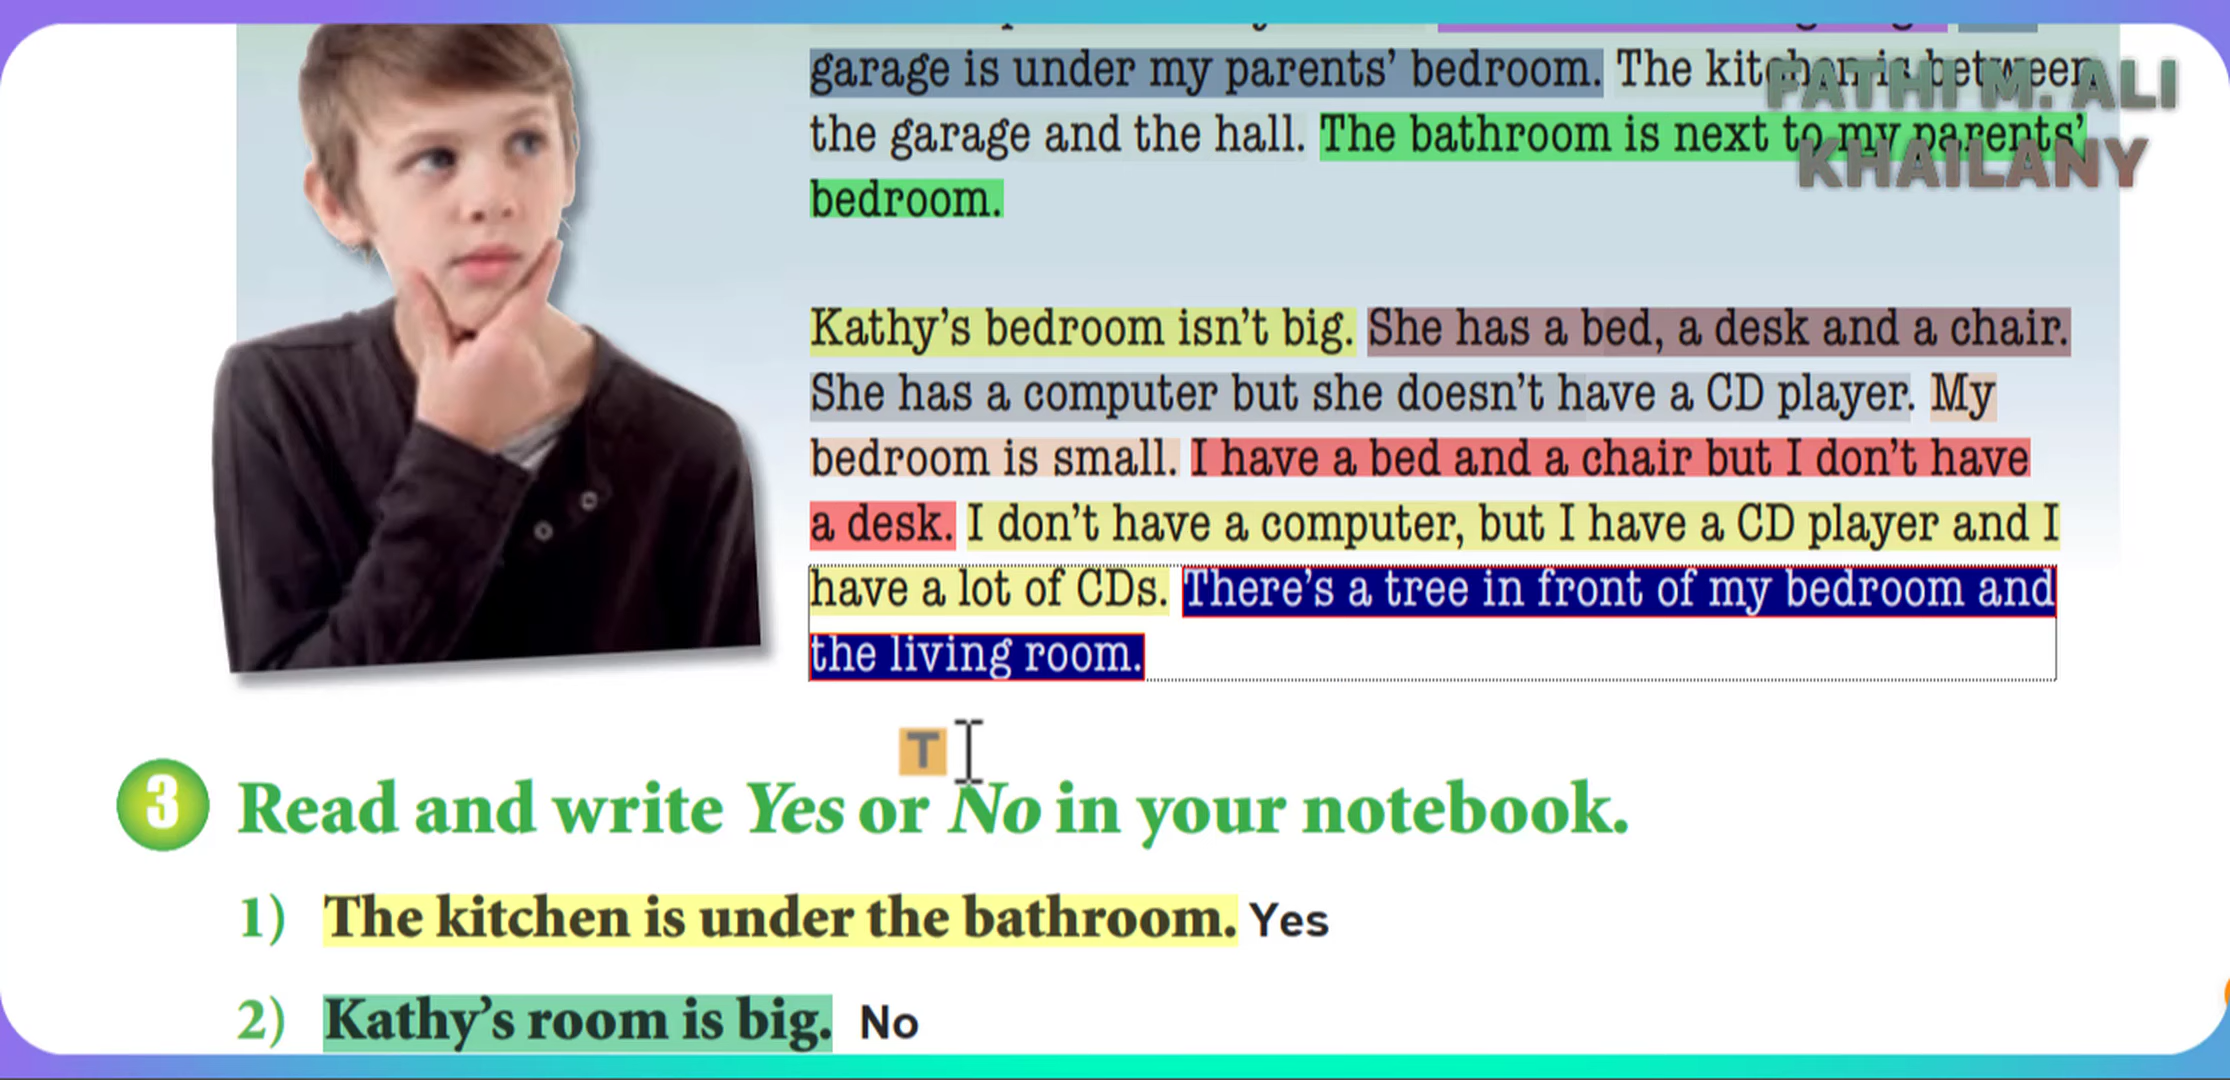 garage is under my parents' bedroom. The kitchen is between
the garage and the hall. The bathroom is next to my parents'
bedroom.
FATHI M. ALI
KHAILANY
Kathy's bedroom isn't big. She has a bed, a desk and a chair.
She has a computer but she doesn't have a CD player. My
bedroom is small. I have a bed and a chair but I don't have
a desk. I don't have a computer, but I have a CD player and I
have a lot of CDs. There's a tree in front of my bedroom and
the living room.
T
3 Read and write Yes or No in your notebook.
1) The kitchen is under the bathroom. Yes
2) Kathy's room is big. No